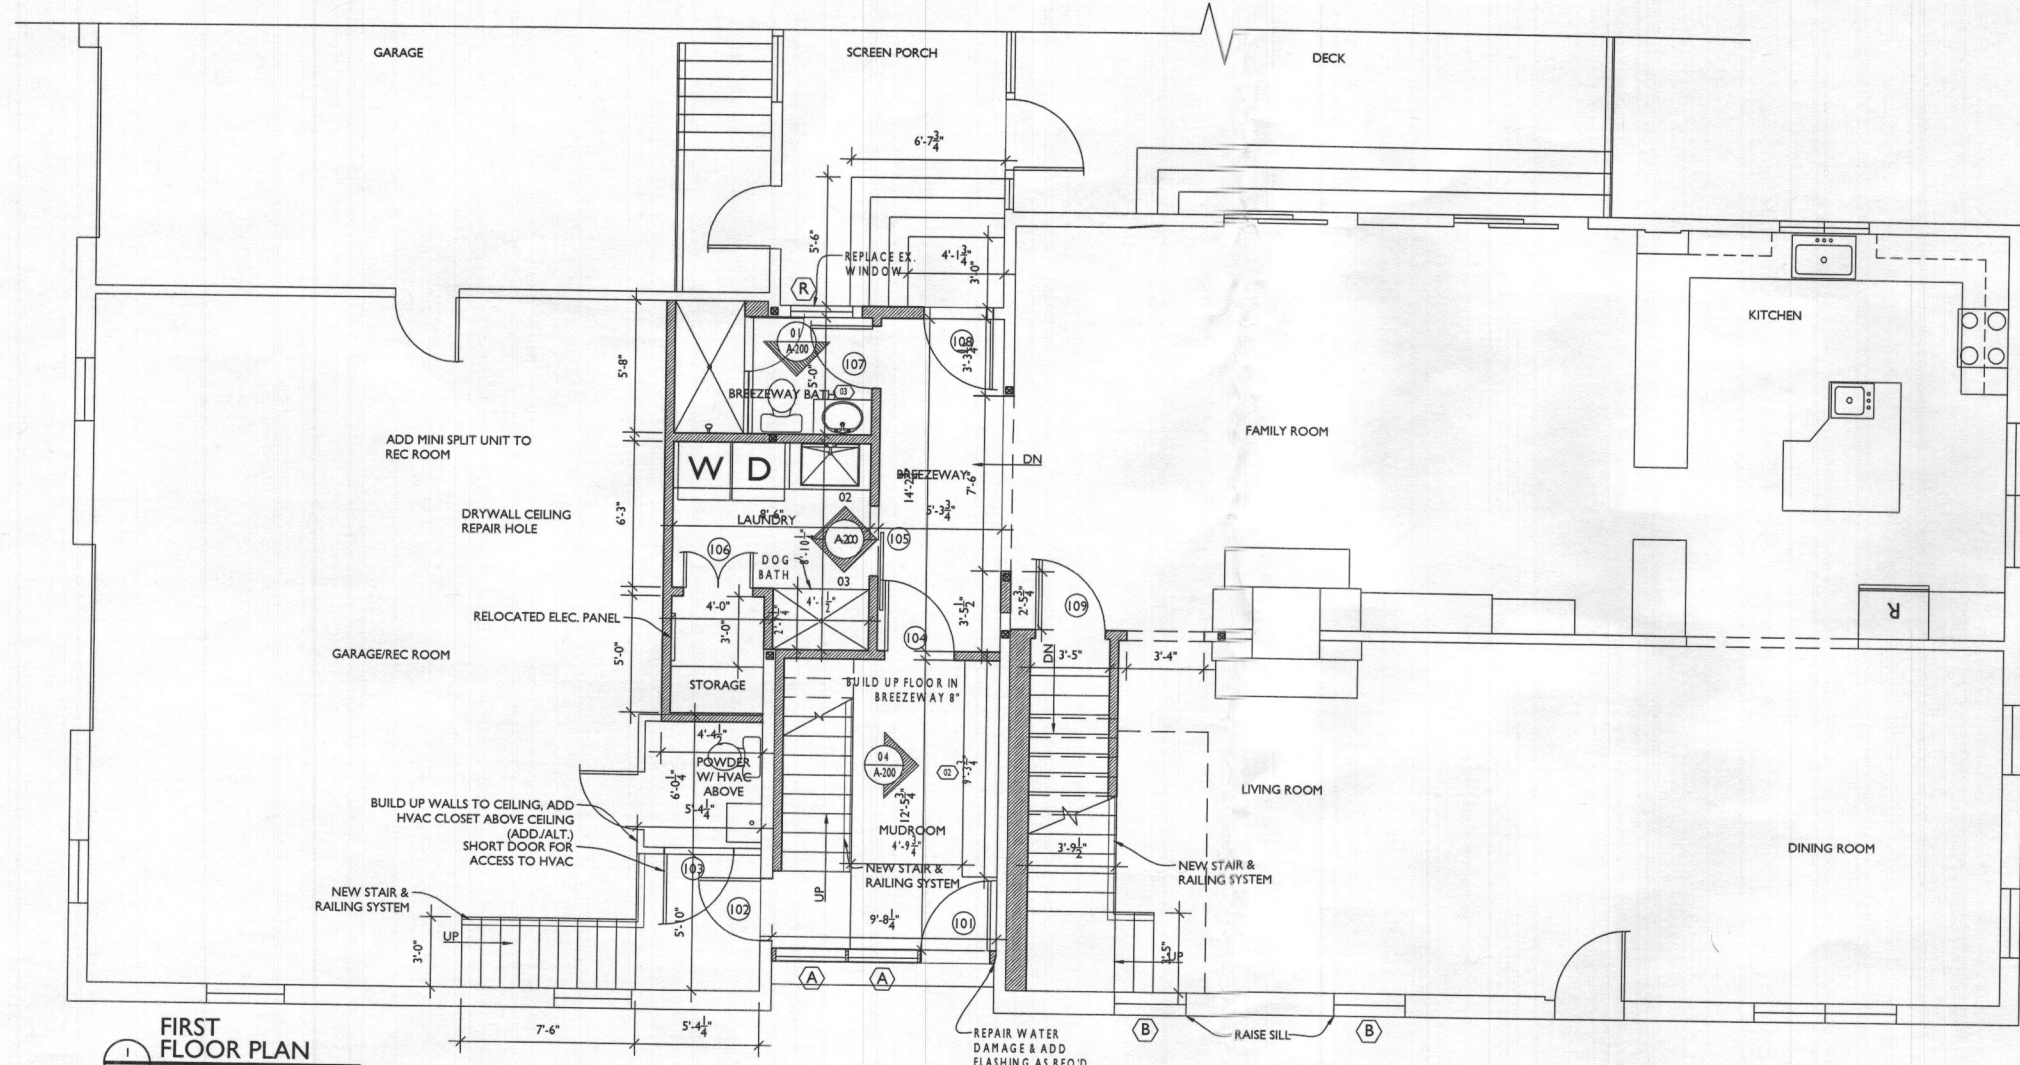 GARAGE
SCREEN PORCH
DECK
6'-7 3/4"
5'-6"
REPLACE EX.
WINDOW
4'-1 3/4"
3'-0"
R
KITCHEN
01
A-200
108
107
5'-8"
5'-0"
BREEZEWAY BATH
03
ADD MINI SPLIT UNIT TO
REC ROOM
FAMILY ROOM
W D
BREEZEWAY
DN
7'-6"
02
5'-3 3/4"
DRYWALL CEILING
REPAIR HOLE
6'-3"
LAUNDRY
8'-6"
A-200
105
106
DOG
BATH
03
4'-0"
3'-0"
3'-5 1/2"
2'-5 3/4"
109
R
RELOCATED ELEC. PANEL
104
GARAGE/REC ROOM
5'-0"
DN
3'-5"
3'-4"
STORAGE
BUILD UP FLOOR IN
BREEZEWAY 8"
4'-4 1/2"
04
A-200
02
9'-3 3/4"
POWDER
W/ HVAC
ABOVE
6'-0 1/4"
5'-4 1/4"
12'-5 3/4"
LIVING ROOM
BUILD UP WALLS TO CEILING, ADD
HVAC CLOSET ABOVE CEILING
(ADD./ALT.)
SHORT DOOR FOR
ACCESS TO HVAC
MUDROOM
4'-9 3/4"
3'-9 1/2"
DINING ROOM
103
NEW STAIR &
RAILING SYSTEM
NEW STAIR &
RAILING SYSTEM
NEW STAIR &
RAILING SYSTEM
UP
102
5'-10"
9'-8 1/4"
101
UP
3'-0"
UP
A
A
B
RAISE SILL
B
7'-6"
5'-4 1/4"
REPAIR WATER
DAMAGE & ADD
FLASHING AS REQ'D
1
FIRST
FLOOR PLAN